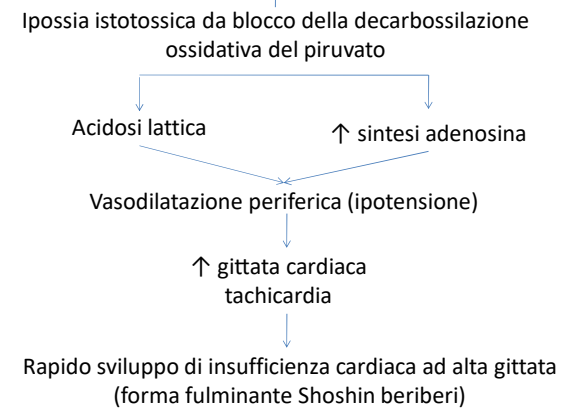 Ipossia istotossica da blocco della decarbossilazione
ossidativa del piruvato
Acidosi lattica
↑ sintesi adenosina
Vasodilatazione periferica (ipotensione)
↑ gittata cardiaca
tachicardia
Rapido sviluppo di insufficienza cardiaca ad alta gittata
(forma fulminante Shoshin beriberi)